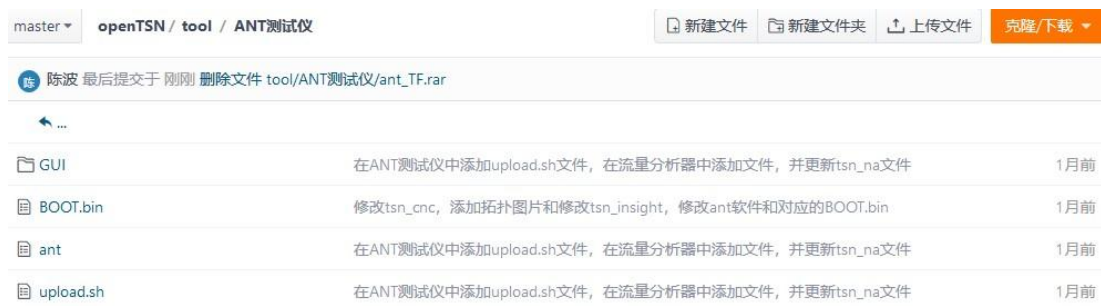 master openTSN / tool / ANT测试仪 新建文件 新建文件夹 上传文件 克隆/下载
陈 陈波 最后提交于 刚刚 删除文件 tool/ANT测试仪/ant_TF.rar
...
GUI 在ANT测试仪中添加upload.sh文件，在流量分析器中添加文件，并更新tsn_na文件 1月前
BOOT.bin 修改tsn_cnc，添加拓扑图片和修改tsn_insight，修改ant软件和对应的BOOT.bin 1月前
ant 在ANT测试仪中添加upload.sh文件，在流量分析器中添加文件，并更新tsn_na文件 1月前
upload.sh 在ANT测试仪中添加upload.sh文件，在流量分析器中添加文件，并更新tsn_na文件 1月前